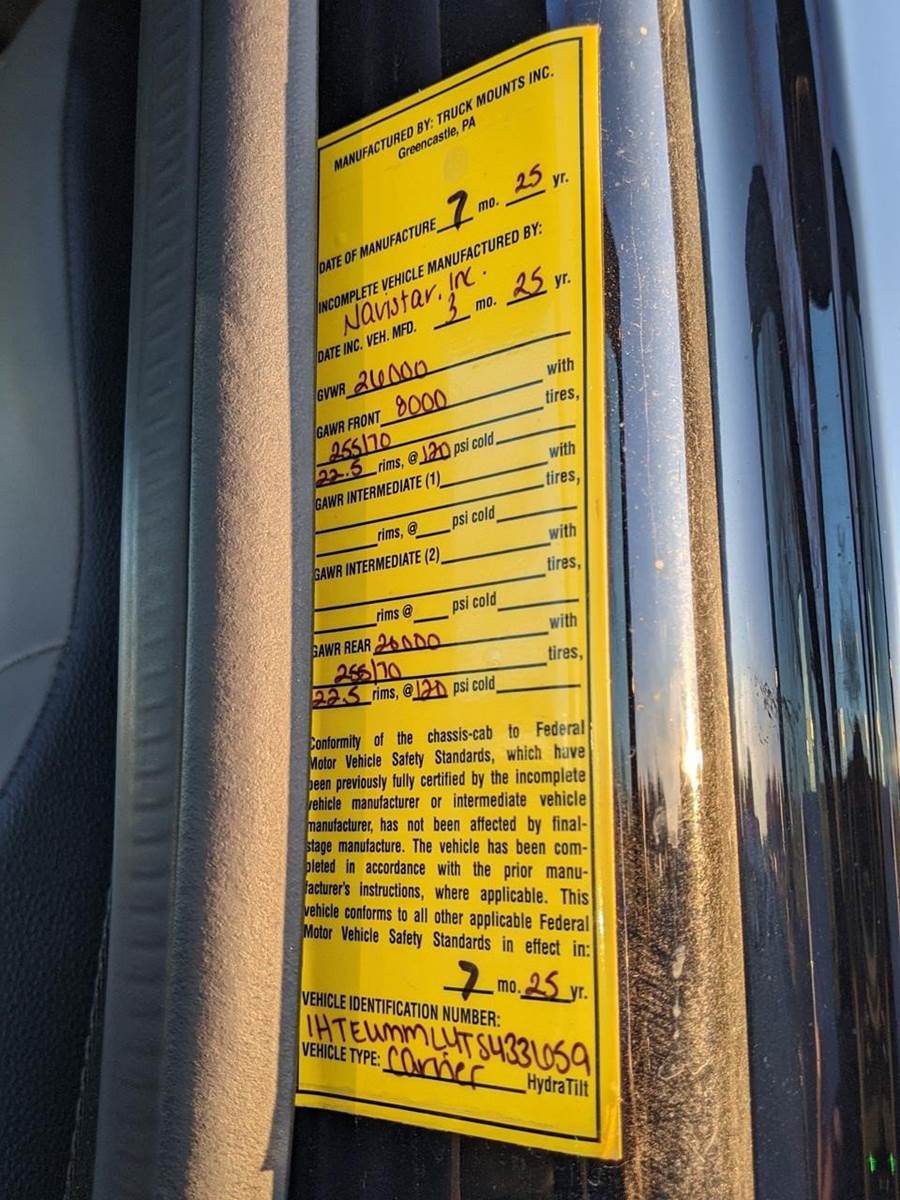 MANUFACTURED BY: TRUCK MOUNTS INC.
Greencastle, PA
DATE OF MANUFACTURE 7 mo. 25 yr.
INCOMPLETE VEHICLE MANUFACTURED BY:
Navistar, Inc.
DATE INC. VEH. MFD. 3 mo. 25 yr.
GVWR 26000 with
GAWR FRONT 8000 tires,
255/70
22.5 rims, @ 120 psi cold with
GAWR INTERMEDIATE (1) tires,
rims, @ psi cold with
GAWR INTERMEDIATE (2) tires,
rims @ psi cold with
GAWR REAR tires,
255/70
22.5 rims, @ 120 psi cold
Conformity of the chassis-cab to Federal
Motor Vehicle Safety Standards, which have
been previously fully certified by the incomplete
vehicle manufacturer or intermediate vehicle
manufacturer, has not been affected by final-
stage manufacture. The vehicle has been com-
pleted in accordance with the prior manu-
facturer's instructions, where applicable. This
vehicle conforms to all other applicable Federal
Motor Vehicle Safety Standards in effect in:
7 mo. 25 yr.
VEHICLE IDENTIFICATION NUMBER:
VEHICLE TYPE: Carrier HydraTilt